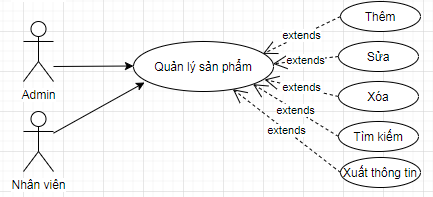 Thêm
extends
Sửa
extends
Quản lý sản phẩm
Admin
extends
Xóa
extends
Tìm kiếm
extends
Xuất thông tin
Nhân viên